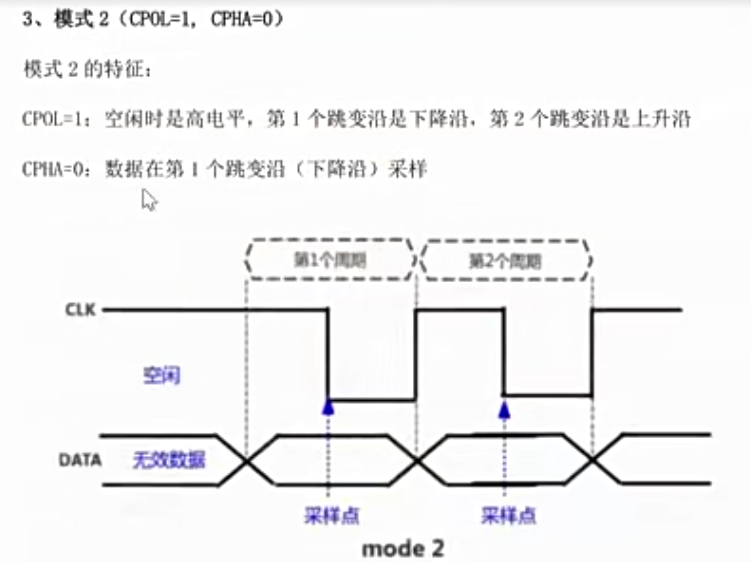 3、模式 2（CPOL=1, CPHA=0）
模式 2 的特征：
CPOL=1：空闲时是高电平，第 1 个跳变沿是下降沿，第 2 个跳变沿是上升沿
CPHA=0：数据在第 1 个跳变沿（下降沿）采样
第1个周期 第2个周期
CLK
空闲
DATA 无效数据
采样点 采样点
mode 2